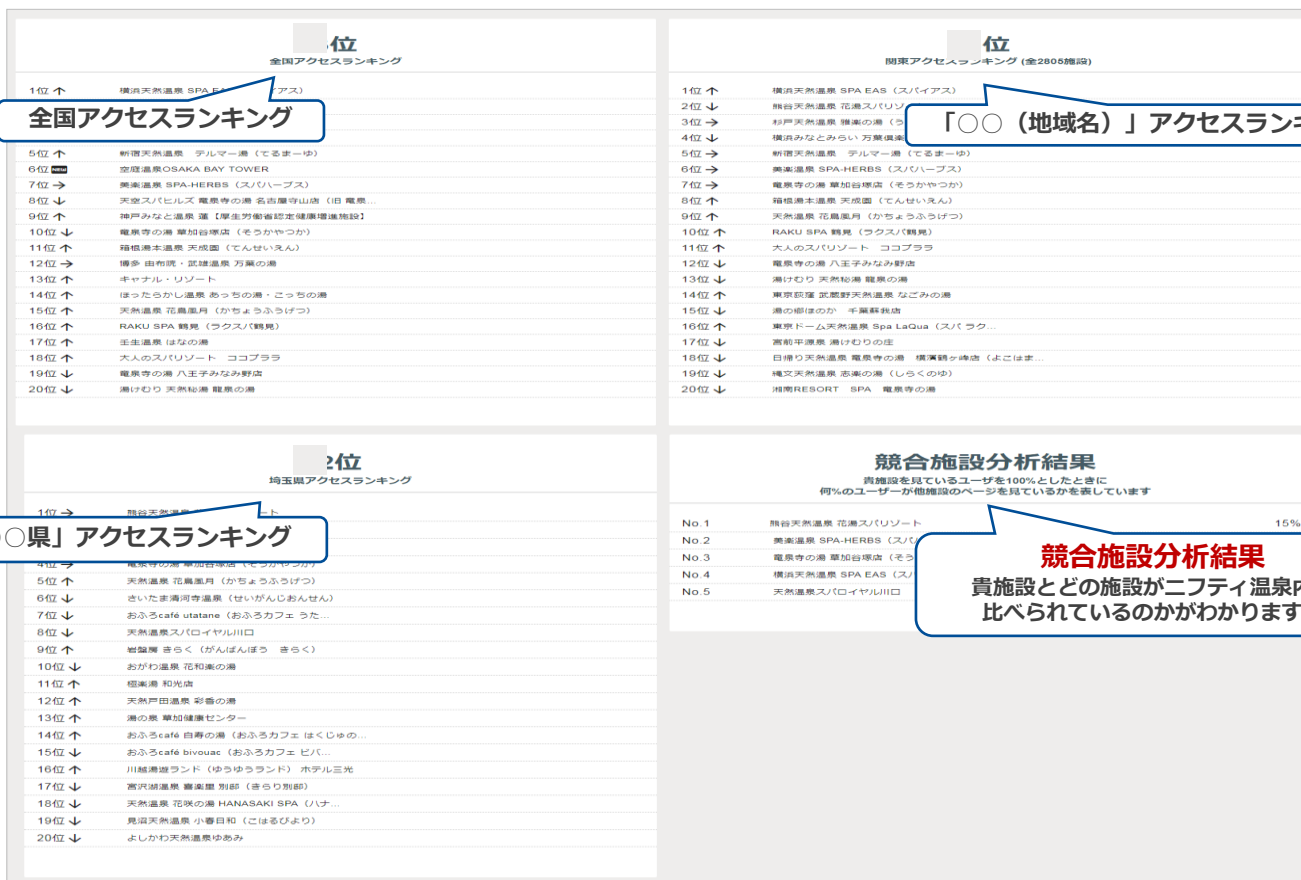 位
全国アクセスランキング
1位 ↑ 横浜天然温泉 SPA EAS（スパイアス）
全国アクセスランキング
5位 ↑ 新宿天然温泉 テルマー湯（てるまーゆ）
6位 NEW 空庭温泉OSAKA BAY TOWER
7位 → 美楽温泉 SPA-HERBS（スパハーブス）
8位 ↓ 天空スパヒルズ 竜泉寺の湯 名古屋守山店（旧 竜泉…
9位 ↑ 神戸みなと温泉 蓮【厚生労働省認定健康増進施設】
10位 ↓ 竜泉寺の湯 草加谷塚店（そうかやつか）
11位 ↑ 箱根湯本温泉 天成園（てんせいえん）
12位 → 博多 由布院・武雄温泉 万葉の湯
13位 ↑ キャナル・リゾート
14位 ↑ ほったらかし温泉 あっちの湯・こっちの湯
15位 ↑ 天然温泉 花鳥風月（かちょうふうげつ）
16位 ↑ RAKU SPA 鶴見（ラクスパ鶴見）
17位 ↑ 壬生温泉 はなの湯
18位 ↑ 大人のスパリゾート ココプララ
19位 ↓ 竜泉寺の湯 八王子みなみ野店
20位 ↓ 湯けむり 天然秘湯 龍泉の湯
位
関東アクセスランキング (全2805施設)
1位 ↑ 横浜天然温泉 SPA EAS（スパイアス）
2位 ↓ 熊谷天然温泉 花湯スパリゾ
3位 → 杉戸天然温泉 雅楽の湯（う
4位 ↓ 横浜みなとみらい 万葉倶楽
「○○（地域名）」アクセスラン
5位 → 新宿天然温泉 テルマー湯（てるまーゆ）
6位 → 美楽温泉 SPA-HERBS（スパハーブス）
7位 → 竜泉寺の湯 草加谷塚店（そうかやつか）
8位 ↑ 箱根湯本温泉 天成園（てんせいえん）
9位 ↑ 天然温泉 花鳥風月（かちょうふうげつ）
10位 ↑ RAKU SPA 鶴見（ラクスパ鶴見）
11位 ↑ 大人のスパリゾート ココプララ
12位 ↓ 竜泉寺の湯 八王子みなみ野店
13位 ↓ 湯けむり 天然秘湯 龍泉の湯
14位 ↑ 東京荻窪 武蔵野天然温泉 なごみの湯
15位 ↓ 湯の郷ほのか 千葉蘇我店
16位 ↑ 東京ドーム天然温泉 Spa LaQua（スパ ラク…
17位 ↓ 宮前平源泉 湯けむりの庄
18位 ↓ 日帰り天然温泉 竜泉寺の湯 横濱鶴ヶ峰店（よこはま…
19位 ↓ 縄文天然温泉 志楽の湯（しらくのゆ）
20位 ↓ 湘南RESORT SPA 竜泉寺の湯
2位
埼玉県アクセスランキング
1位 → 熊谷天然
○県」アクセスランキング
4位 → 竜泉寺の湯 草加谷塚店（そうかやつか）
5位 ↑ 天然温泉 花鳥風月（かちょうふうげつ）
6位 ↓ さいたま清河寺温泉（せいがんじおんせん）
7位 ↓ おふろcafé utatane（おふろカフェ うた…
8位 ↓ 天然温泉スパロイヤル川口
9位 ↑ 岩盤房 きらく（がんばんぼう きらく）
10位 ↓ おがわ温泉 花和楽の湯
11位 ↑ 極楽湯 和光店
12位 ↑ 天然戸田温泉 彩香の湯
13位 ↑ 湯の泉 草加健康センター
14位 ↑ おふろcafé 白寿の湯（おふろカフェ はくじゅの…
15位 ↓ おふろcafé bivouac（おふろカフェ ビバ…
16位 ↑ 川越湯遊ランド（ゆうゆうランド） ホテル三光
17位 ↓ 宮沢湖温泉 喜楽里 別邸（きらり別邸）
18位 ↓ 天然温泉 花咲の湯 HANASAKI SPA（ハナ…
19位 ↓ 見沼天然温泉 小春日和（こはるびより）
20位 ↓ よしかわ天然温泉ゆあみ
競合施設分析結果
貴施設を見ているユーザを100%としたときに
何%のユーザーが他施設のページを見ているかを表しています
No.1 熊谷天然温泉 花湯スパリゾート 15%
No.2 美楽温泉 SPA-HERBS（スパ
No.3 竜泉寺の湯 草加谷塚店（そう
No.4 横浜天然温泉 SPA EAS（ス
No.5 天然温泉スパロイヤル川口
競合施設分析結果
貴施設とどの施設がニフティ温泉内
比べられているのかがわかります